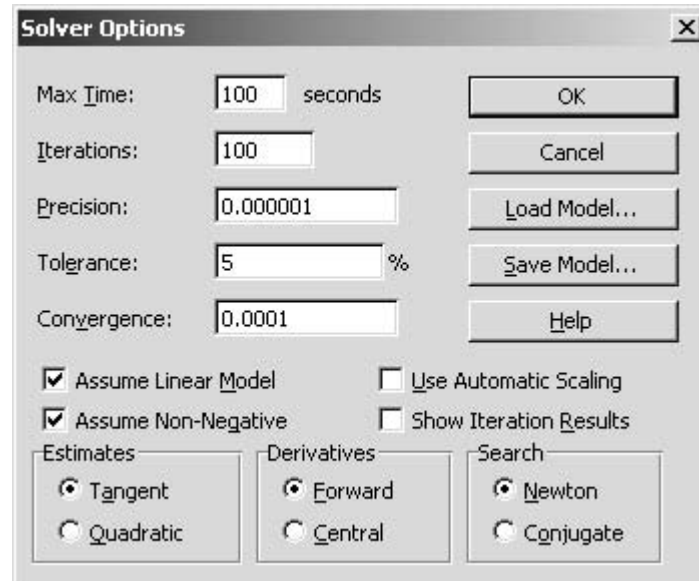 Solver Options
Max Time: 100 seconds
OK
Iterations: 100
Cancel
Precision: 0.000001
Load Model...
Tolerance: 5 %
Save Model...
Convergence: 0.0001
Help
Assume Linear Model
Use Automatic Scaling
Assume Non-Negative
Show Iteration Results
Estimates
Derivatives
Search
Tangent
Forward
Newton
Quadratic
Central
Conjugate